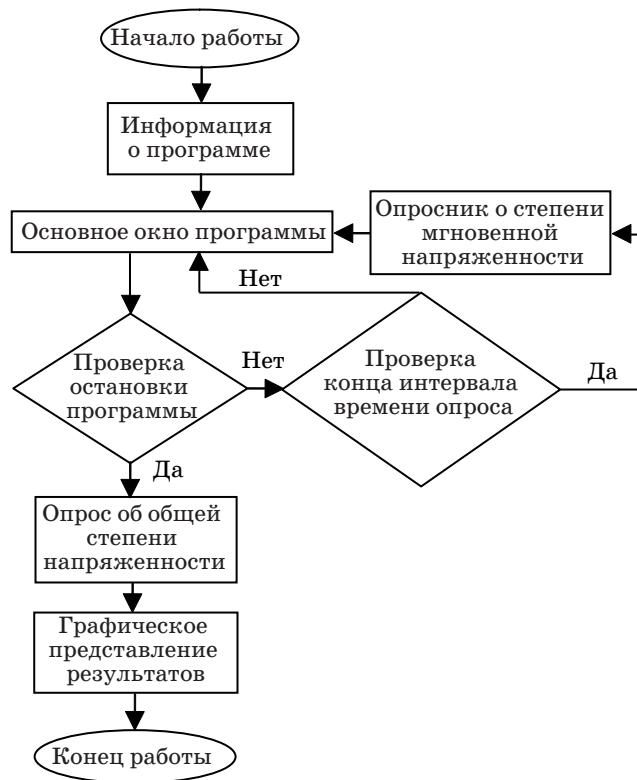 Начало работы
Информация
о программе
Основное окно программы
Опросник о степени
мгновенной
напряженности
Нет
Проверка
остановки
программы
Нет
Проверка
конца интервала
времени опроса
Да
Да
Опрос об общей
степени
напряженности
Графическое
представление
результатов
Конец работы